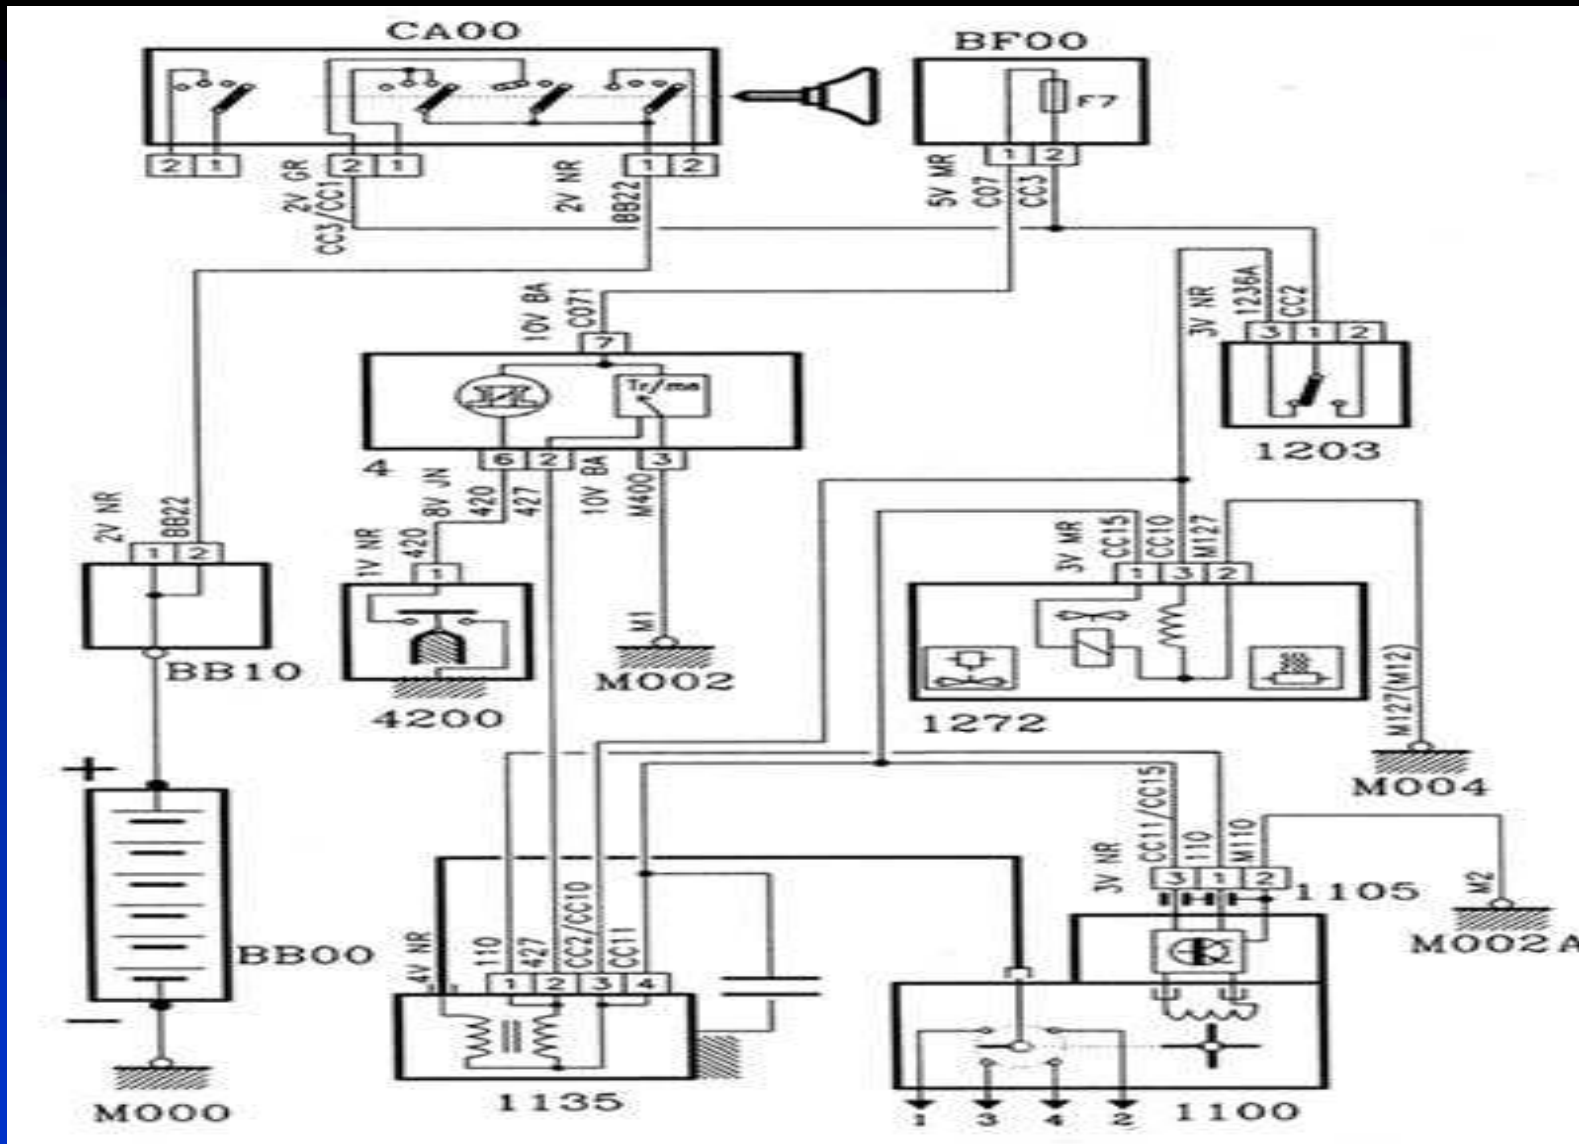 CA00
BF00
F7
2 1
2 1
1 2
1 2
2V GR
CC3/CC1
2V NR
BB22
5V MR
C07
CC3
3V NR
1236A
CC2
3 1 2
1203
10V BA
C071
7
Tr/mn
4
6 2
3
8V JN
420
427
10V BA
M400
2V NR
BB22
1 2
BB10
1V NR
420
1
4200
M1
M002
3V MR
CC15
CC10
M127
1 3 2
1272
M127(M12)
M004
+
BB00
−
M000
4V NR
110
427
CC2/CC10
CC11
1 2 3 4
1135
3V NR
CC11/CC15
110
M110
3 1 2
1105
M2
M002A
1 3 4 2
1100